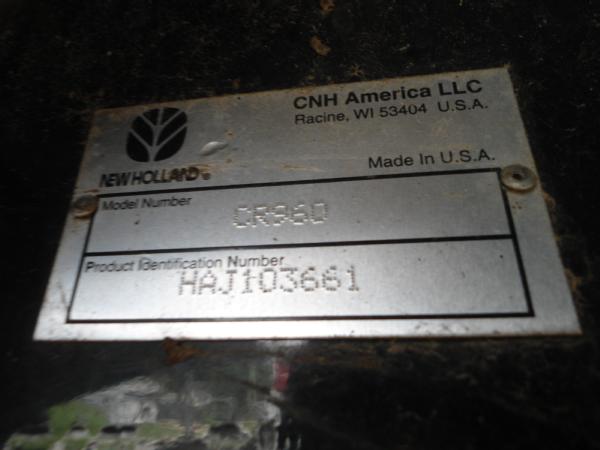 CNH America LLC
Racine, WI 53404 U.S.A.
NEW HOLLAND®
Made In U.S.A.
Model Number
CR960
Product Identification Number
HAJ103661